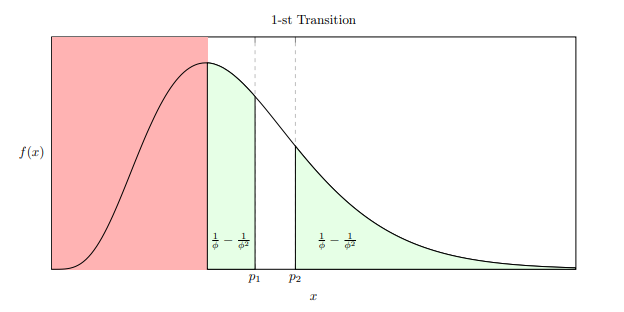 1-st Transition
f(x)
1/ϕ − 1/ϕ²
1/ϕ − 1/ϕ²
p₁
p₂
x